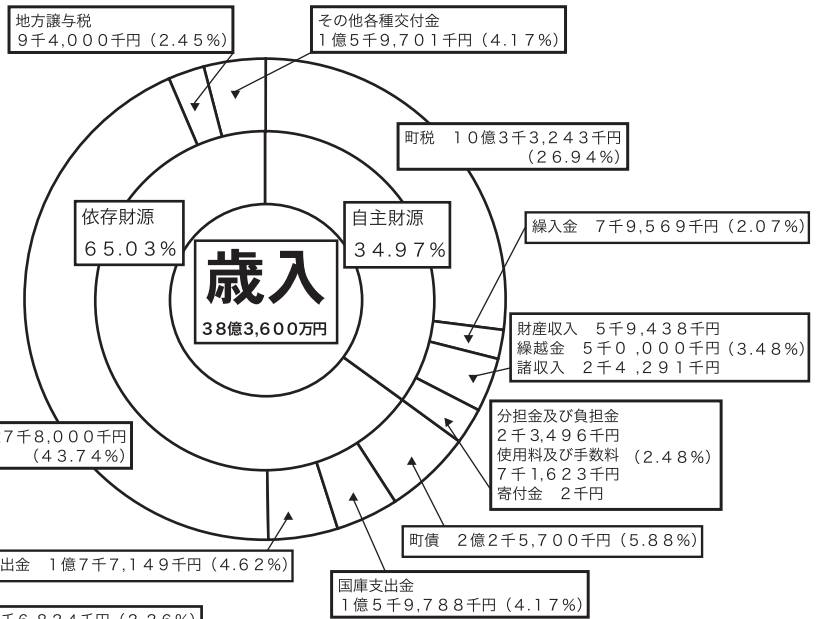 地方譲与税
9千4,000千円（2.45%）
その他各種交付金
1億5千9,701千円（4.17%）
町税　10億3千3,243千円
（26.94%）
依存財源
65.03%
自主財源
34.97%
繰入金　7千9,569千円（2.07%）
歳入
38億3,600万円
財産収入　5千9,438千円
繰越金　5千0,000千円（3.48%）
諸収入　2千4,291千円
分担金及び負担金
2千3,496千円
使用料及び手数料　（2.48%）
7千1,623千円
寄付金　2千円
7千8,000千円
（43.74%）
町債　2億2千5,700千円（5.88%）
出金　1億7千7,149千円（4.62%）
国庫支出金
1億5千9,788千円（4.17%）